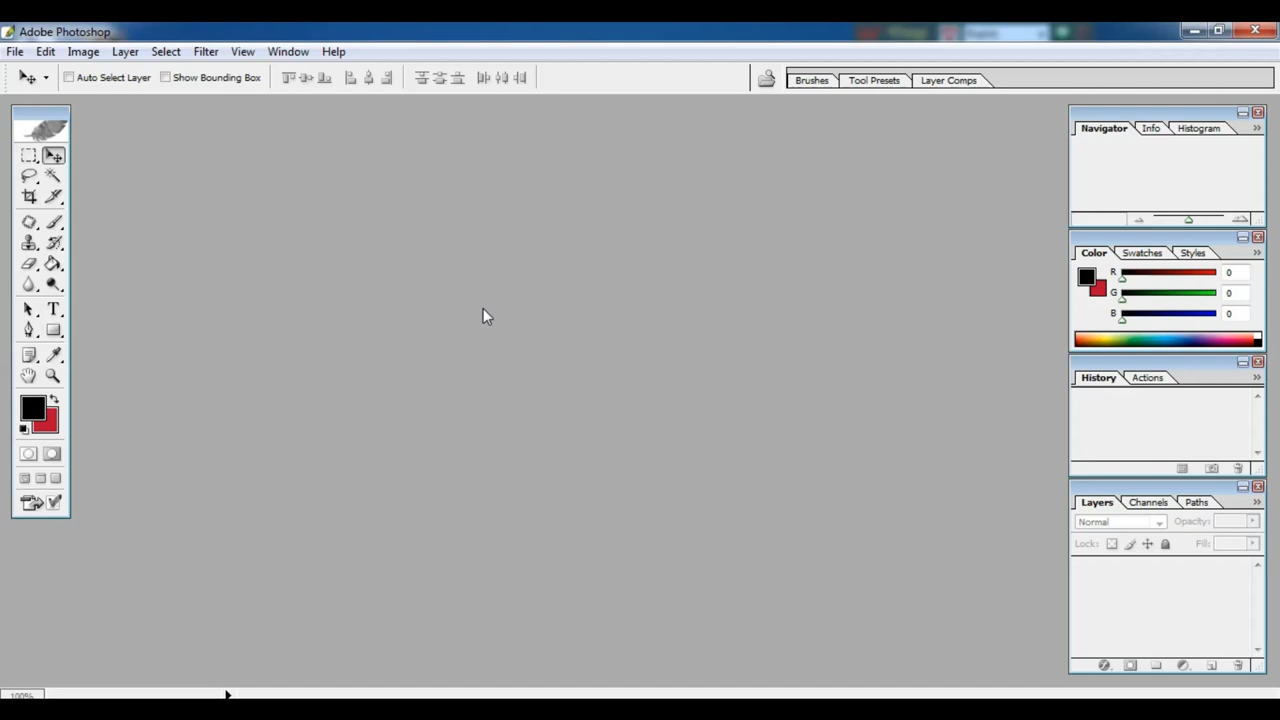 Adobe Photoshop
File Edit Image Layer Select Filter View Window Help
Auto Select Layer Show Bounding Box Brushes Tool Presets Layer Comps
Navigator Info Histogram
Color Swatches Styles
R 0
G 0
B 0
History Actions
Layers Channels Paths
Normal Opacity:
Lock: Fill:
100%